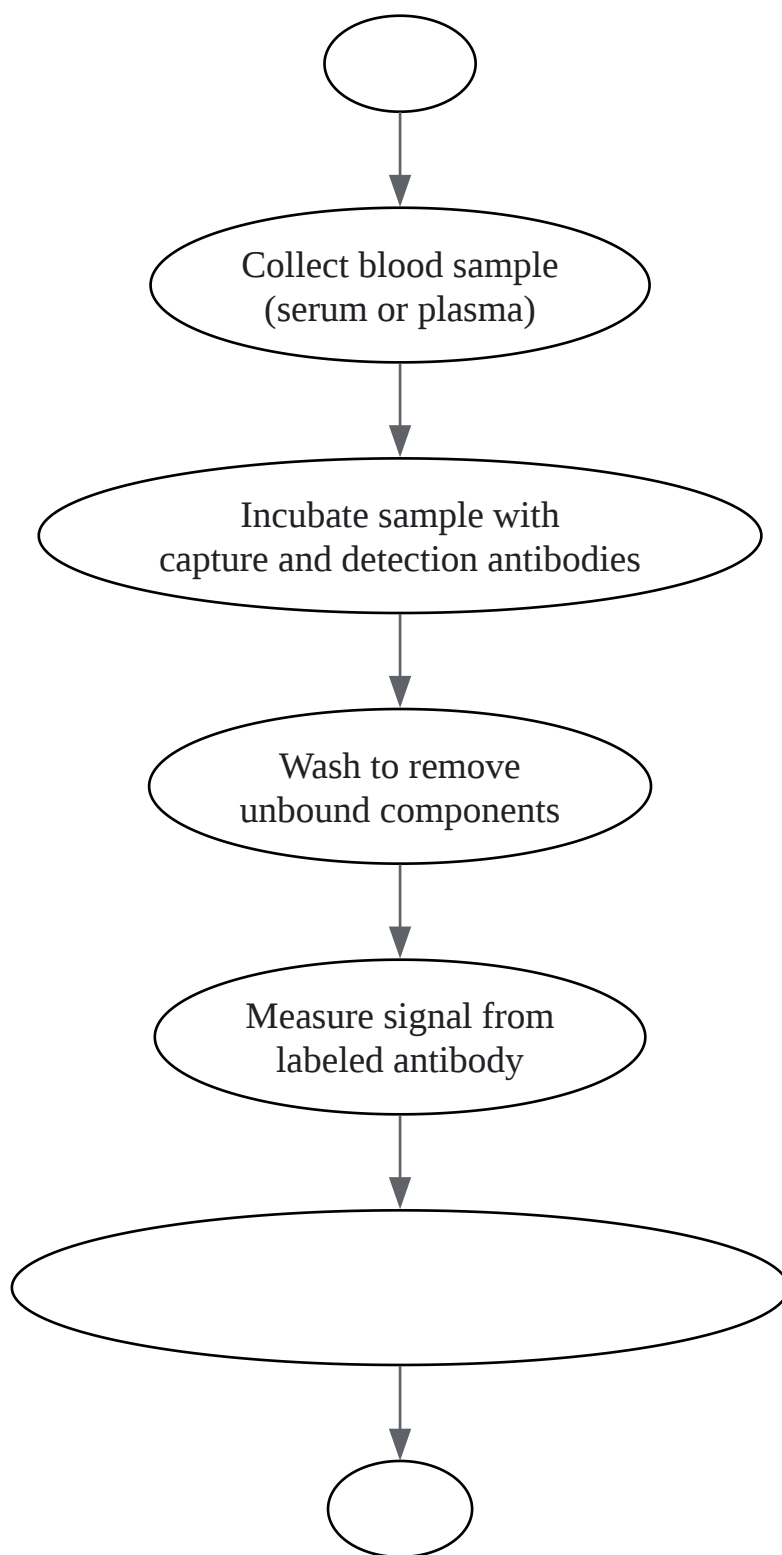 Collect blood sample
(serum or plasma)
Incubate sample with
capture and detection antibodies
Wash to remove
unbound components
Measure signal from
labeled antibody